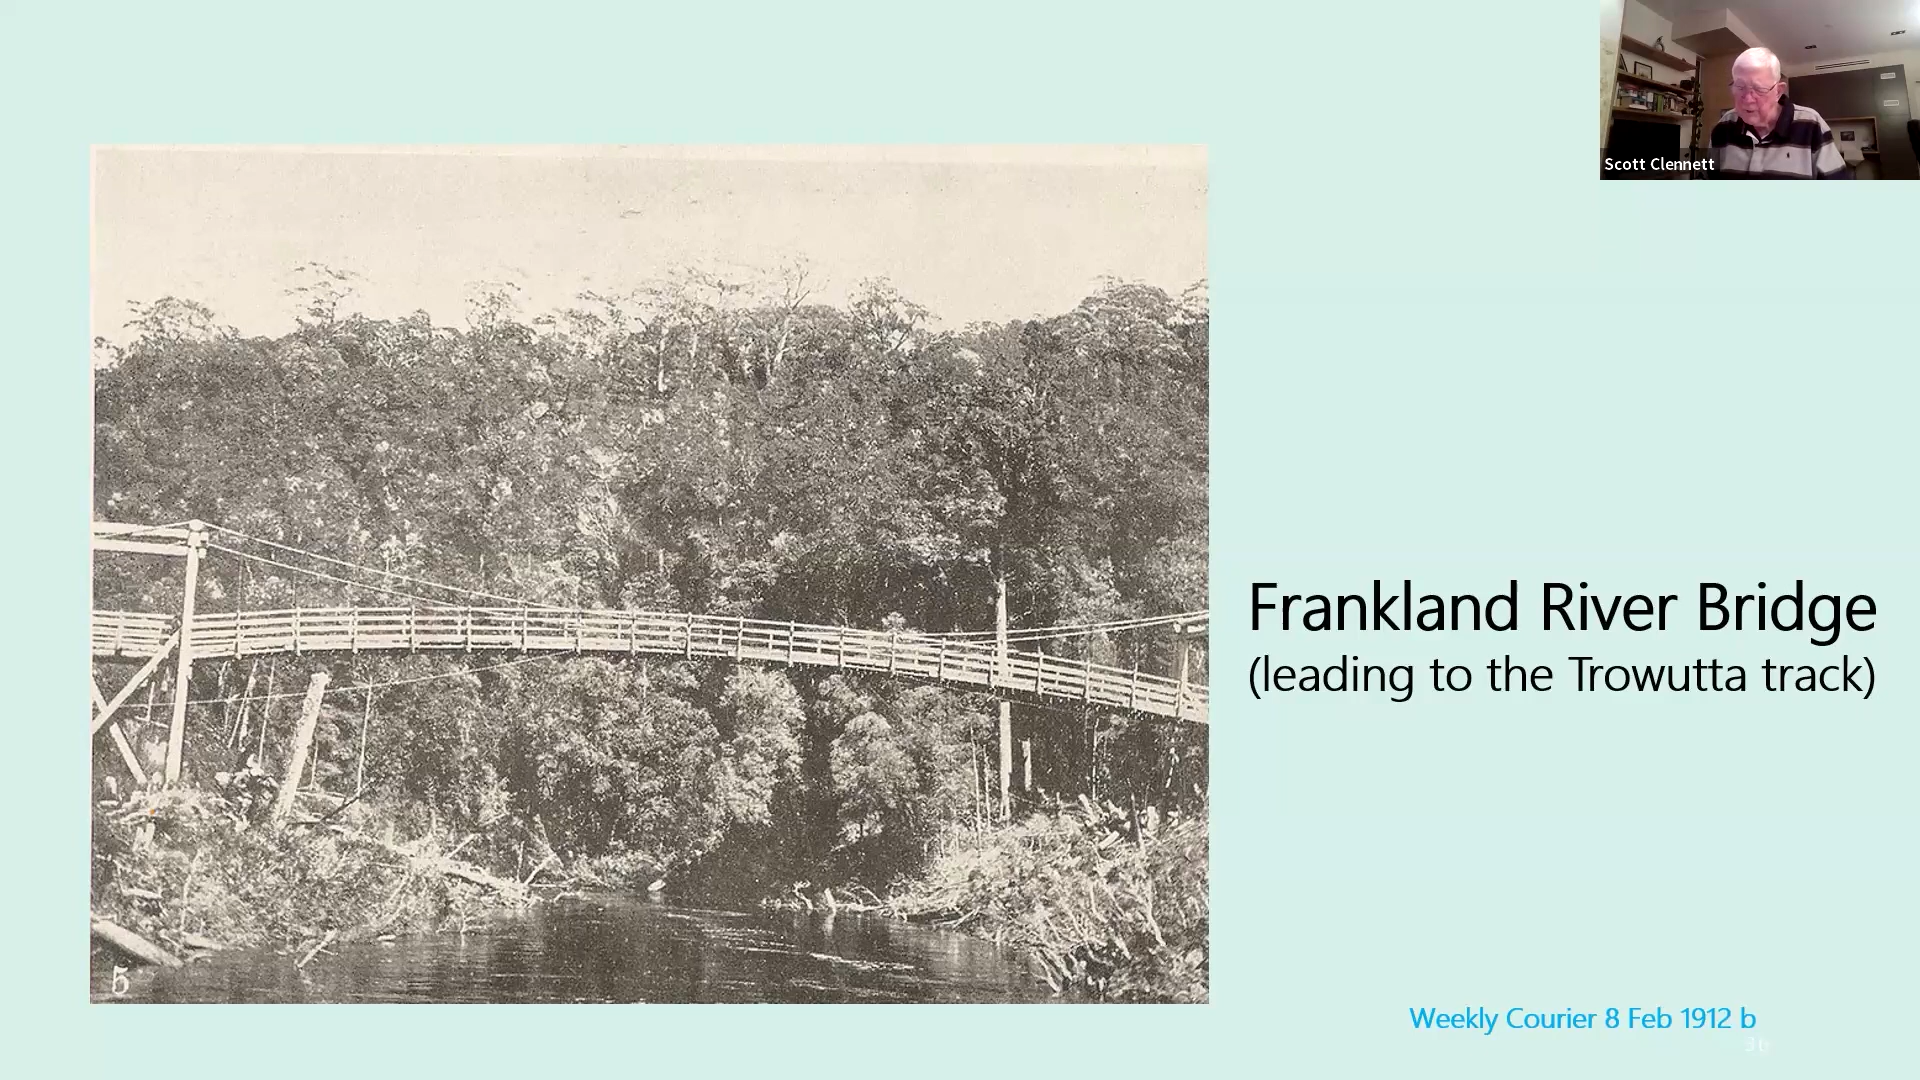 Scott Clennett
Frankland River Bridge
(leading to the Trowutta track)
5
Weekly Courier 8 Feb 1912 b